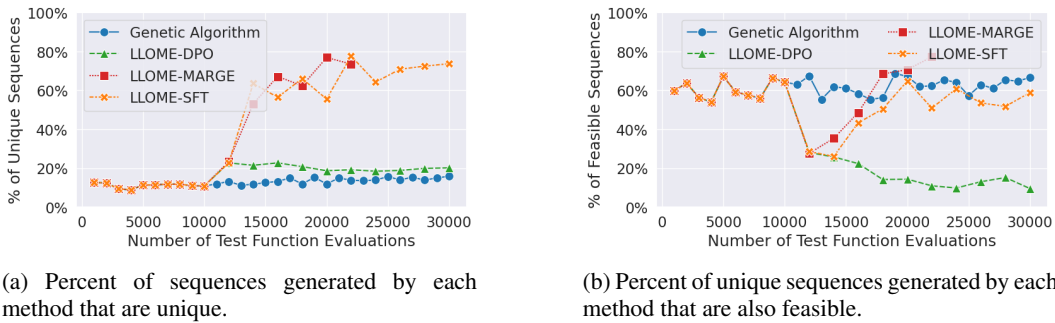 100%
80%
60%
40%
20%
0%
% of Unique Sequences
Genetic Algorithm
LLOME-DPO
LLOME-MARGE
LLOME-SFT
0 5000 10000 15000 20000 25000 30000
Number of Test Function Evaluations
(a) Percent of sequences generated by each
method that are unique.
100%
80%
60%
40%
20%
0%
% of Feasible Sequences
Genetic Algorithm LLOME-MARGE
LLOME-DPO LLOME-SFT
0 5000 10000 15000 20000 25000 30000
Number of Test Function Evaluations
(b) Percent of unique sequences generated by each
method that are also feasible.